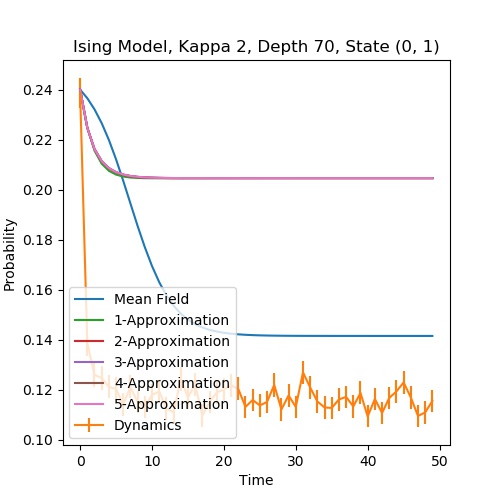 Ising Model, Kappa 2, Depth 70, State (0, 1)
0.24
0.22
0.20
0.18
0.16
0.14
0.12
0.10
Probability
Mean Field
1-Approximation
2-Approximation
3-Approximation
4-Approximation
5-Approximation
Dynamics
0 10 20 30 40 50
Time